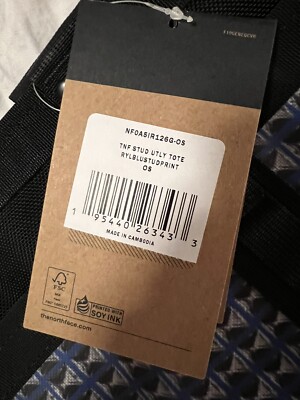 NF0A5IR126G-OS
TNF STUD UTLY TOTE
RYLBLUSTUDPRINT
OS
1 95440 26343 3
MADE IN CAMBODIA
FSC
PRINTED WITH
SOY INK
thenorthface.com